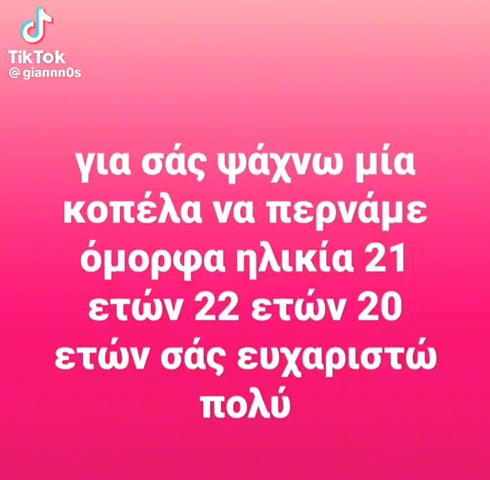 TikTok
@giannn0s
για σάς ψάχνω μία
κοπέλα να περνάμε
όμορφα ηλικία 21
ετών 22 ετών 20
ετών σάς ευχαριστώ
πολύ